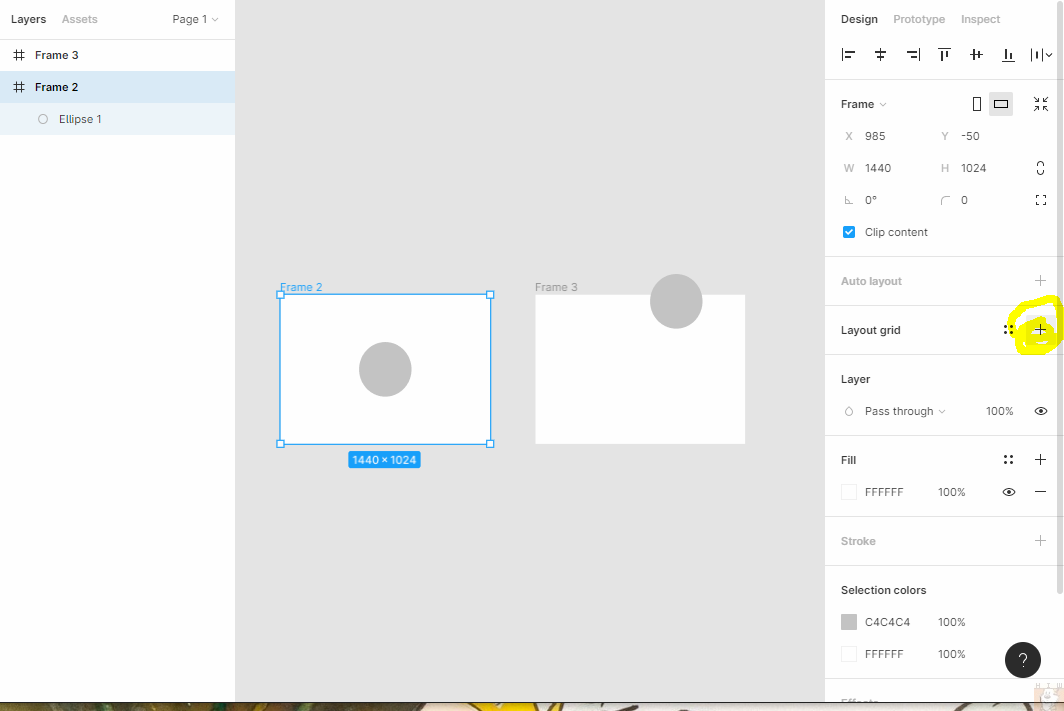 Layers Assets Page 1
Frame 3
Frame 2
Ellipse 1
Frame 2
Frame 3
1440 × 1024
Design Prototype Inspect
Frame
X 985 Y -50
W 1440 H 1024
0° 0
Clip content
Auto layout
Layout grid
Layer
Pass through 100%
Fill
FFFFFF 100%
Stroke
Selection colors
C4C4C4 100%
FFFFFF 100%
?
Effects